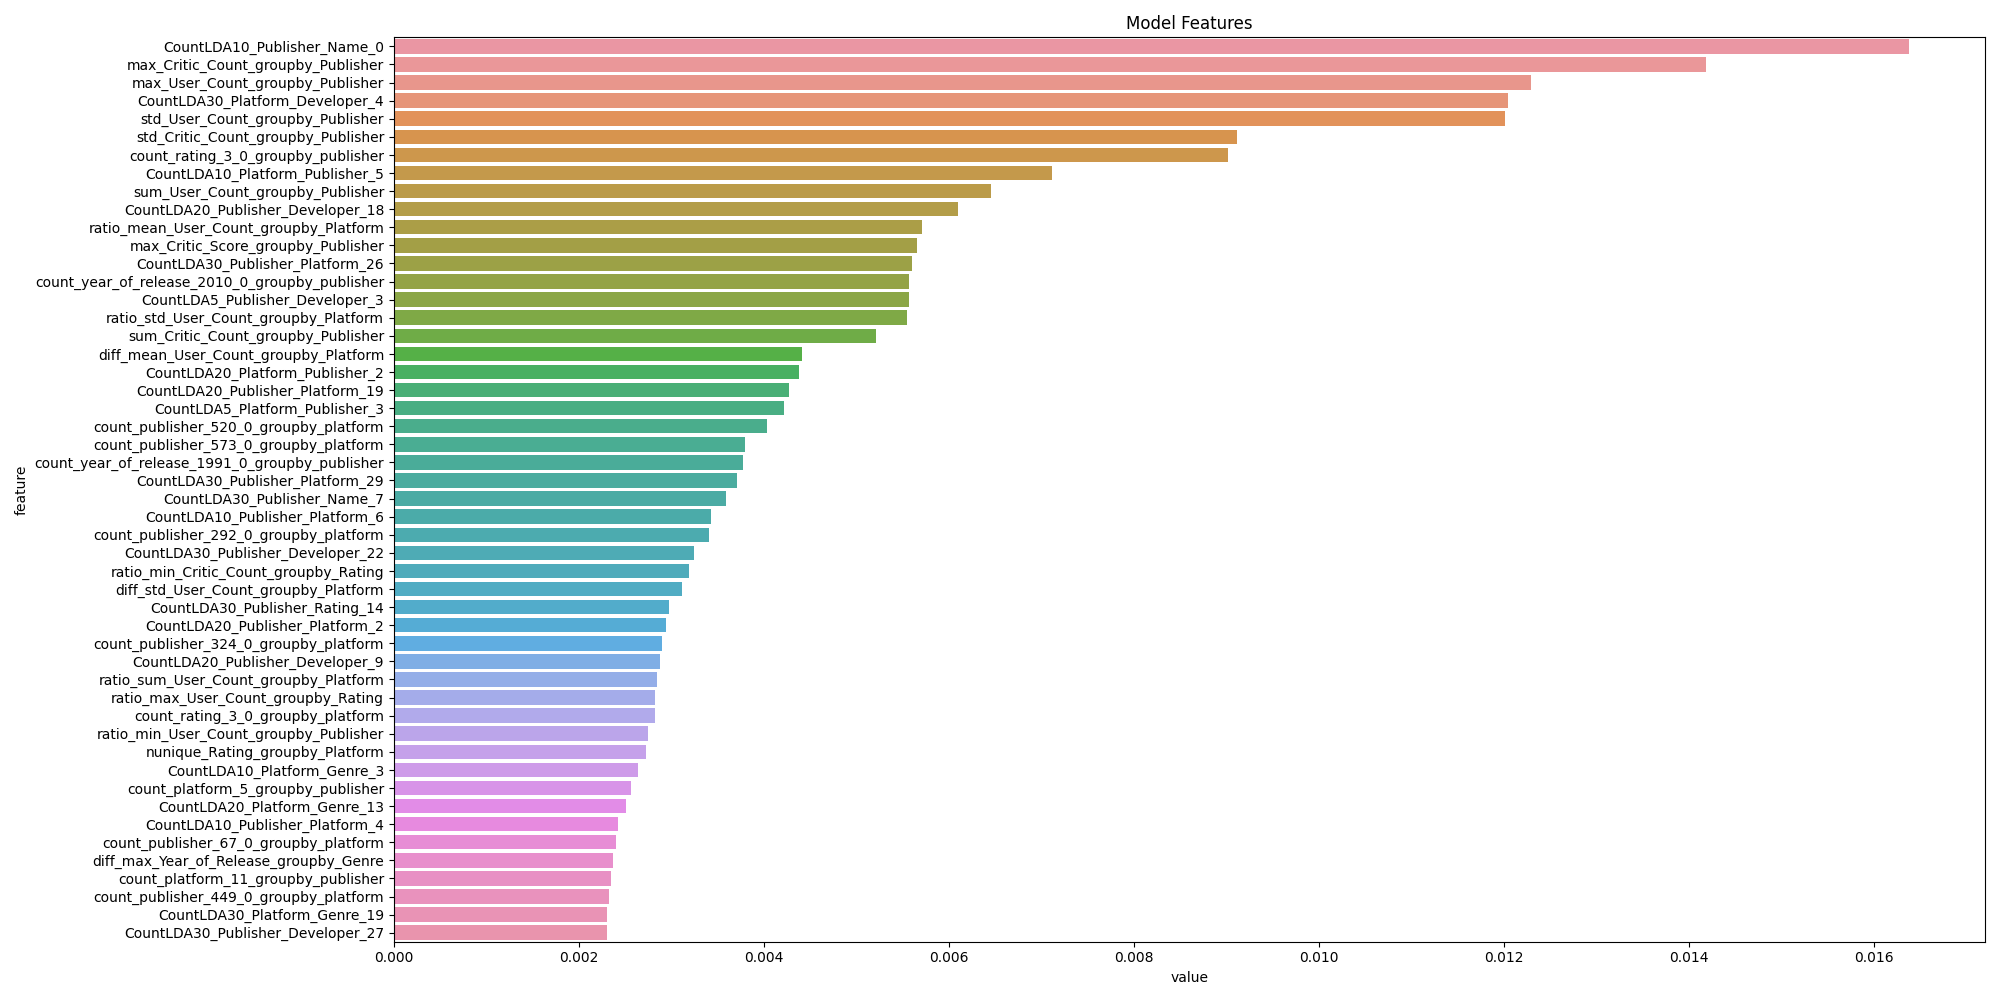 Model Features
CountLDA10_Publisher_Name_0
max_Critic_Count_groupby_Publisher
max_User_Count_groupby_Publisher
CountLDA30_Platform_Developer_4
std_User_Count_groupby_Publisher
std_Critic_Count_groupby_Publisher
count_rating_3_0_groupby_publisher
CountLDA10_Platform_Publisher_5
sum_User_Count_groupby_Publisher
CountLDA20_Publisher_Developer_18
ratio_mean_User_Count_groupby_Platform
max_Critic_Score_groupby_Publisher
CountLDA30_Publisher_Platform_26
count_year_of_release_2010_0_groupby_publisher
CountLDA5_Publisher_Developer_3
ratio_std_User_Count_groupby_Platform
sum_Critic_Count_groupby_Publisher
diff_mean_User_Count_groupby_Platform
CountLDA20_Platform_Publisher_2
CountLDA20_Publisher_Platform_19
CountLDA5_Platform_Publisher_3
count_publisher_520_0_groupby_platform
count_publisher_573_0_groupby_platform
count_year_of_release_1991_0_groupby_publisher
CountLDA30_Publisher_Platform_29
CountLDA30_Publisher_Name_7
CountLDA10_Publisher_Platform_6
count_publisher_292_0_groupby_platform
CountLDA30_Publisher_Developer_22
ratio_min_Critic_Count_groupby_Rating
diff_std_User_Count_groupby_Platform
CountLDA30_Publisher_Rating_14
CountLDA20_Publisher_Platform_2
count_publisher_324_0_groupby_platform
CountLDA20_Publisher_Developer_9
ratio_sum_User_Count_groupby_Platform
ratio_max_User_Count_groupby_Rating
count_rating_3_0_groupby_platform
ratio_min_User_Count_groupby_Publisher
nunique_Rating_groupby_Platform
CountLDA10_Platform_Genre_3
count_platform_5_groupby_publisher
CountLDA20_Platform_Genre_13
CountLDA10_Publisher_Platform_4
count_publisher_67_0_groupby_platform
diff_max_Year_of_Release_groupby_Genre
count_platform_11_groupby_publisher
count_publisher_449_0_groupby_platform
CountLDA30_Platform_Genre_19
CountLDA30_Publisher_Developer_27
feature
0.000 0.002 0.004 0.006 0.008 0.010 0.012 0.014 0.016
value